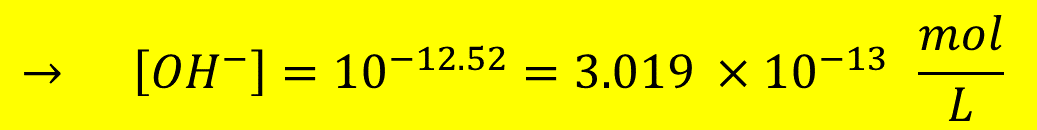 → [OH⁻] = 10⁻¹²·⁵² = 3.019 × 10⁻¹³ mol/L